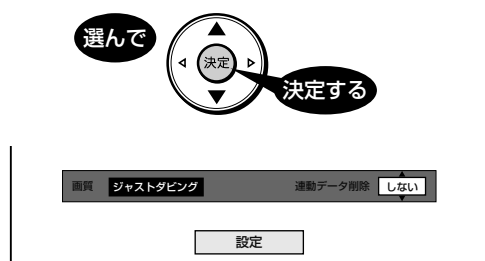 選んで
決定
決定する
画質 ジャストダビング 連動データ削除 しない
設定